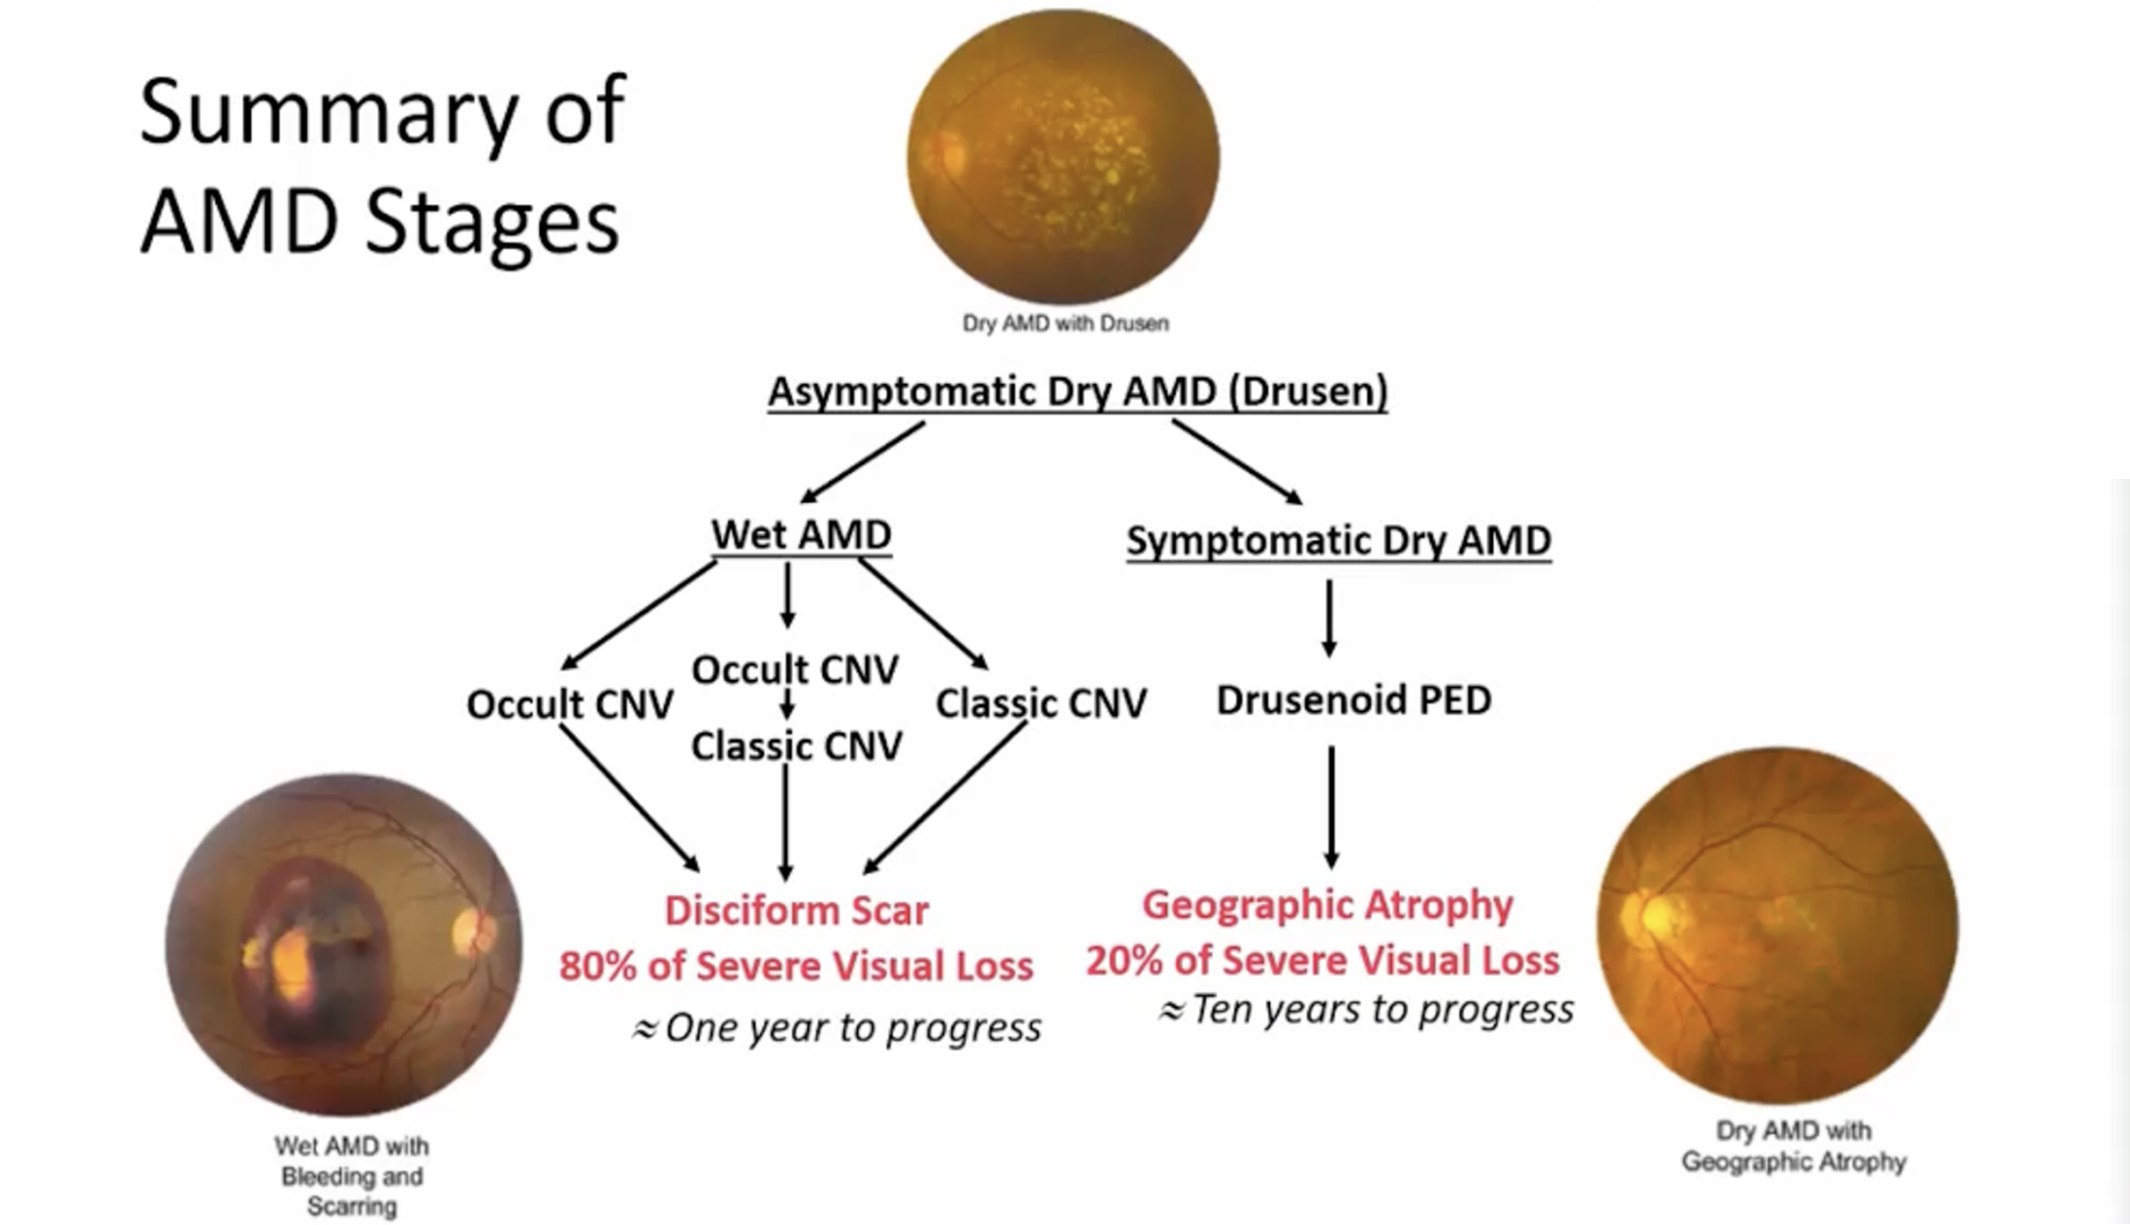 Summary of
AMD Stages
Dry AMD with Drusen
Asymptomatic Dry AMD (Drusen)
Wet AMD
Symptomatic Dry AMD
Occult CNV
Occult CNV
Classic CNV
Classic CNV
Drusenoid PED
Disciform Scar
80% of Severe Visual Loss
≈ One year to progress
Geographic Atrophy
20% of Severe Visual Loss
≈ Ten years to progress
Wet AMD with
Bleeding and
Scarring
Dry AMD with
Geographic Atrophy